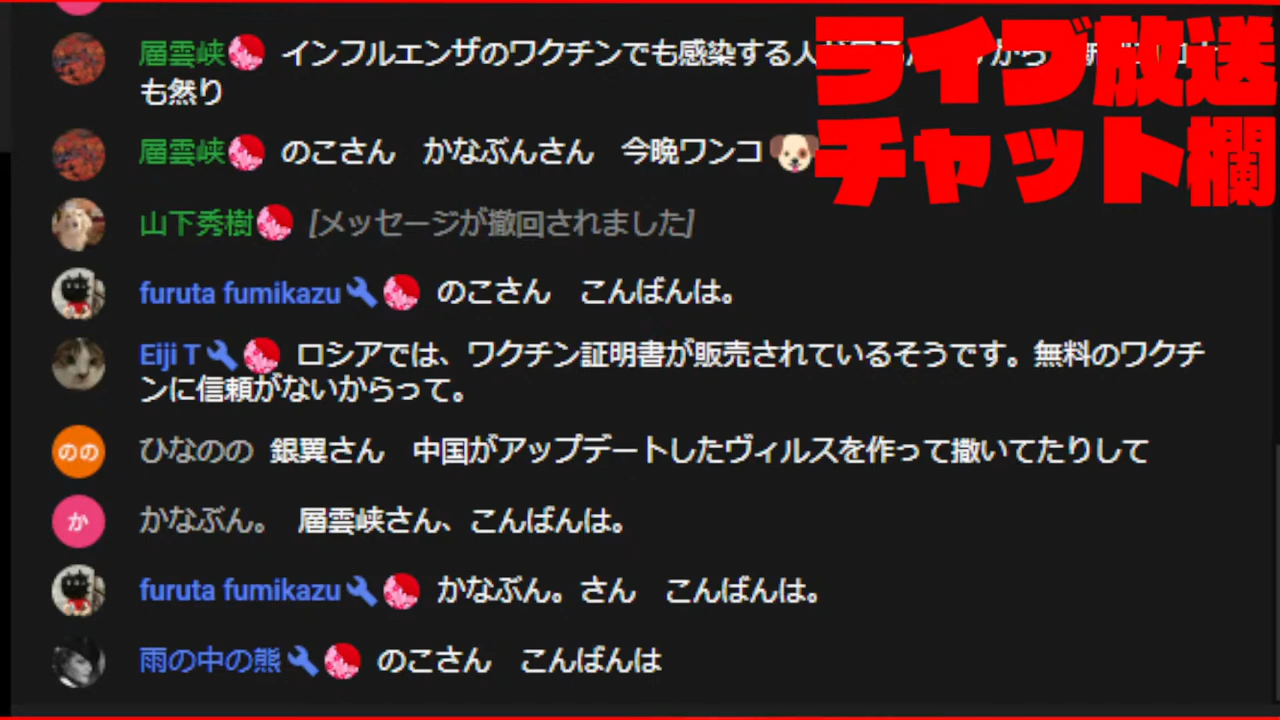 層雲峡 インフルエンザのワクチンでも感染する人
も然り
層雲峡 のこさん　かなぶんさん　今晩ワンコ
山下秀樹 [メッセージが撤回されました]
furuta fumikazu のこさん　こんばんは。
Eiji T ロシアでは、ワクチン証明書が販売されているそうです。無料のワクチ
ンに信頼がないからって。
のの ひなのの 銀翼さん　中国がアップデートしたヴィルスを作って撒いてたりして
か かなぶん。 層雲峡さん、こんばんは。
furuta fumikazu かなぶん。さん　こんばんは。
雨の中の熊 のこさん　こんばんは
ライブ放送
チャット欄